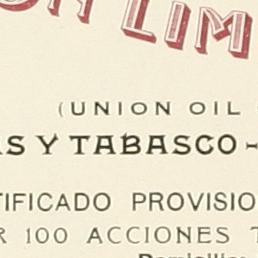 LIM
(UNION OIL
AS Y TABASCO
TIFICADO PROVISIO
R 100 ACCIONES T